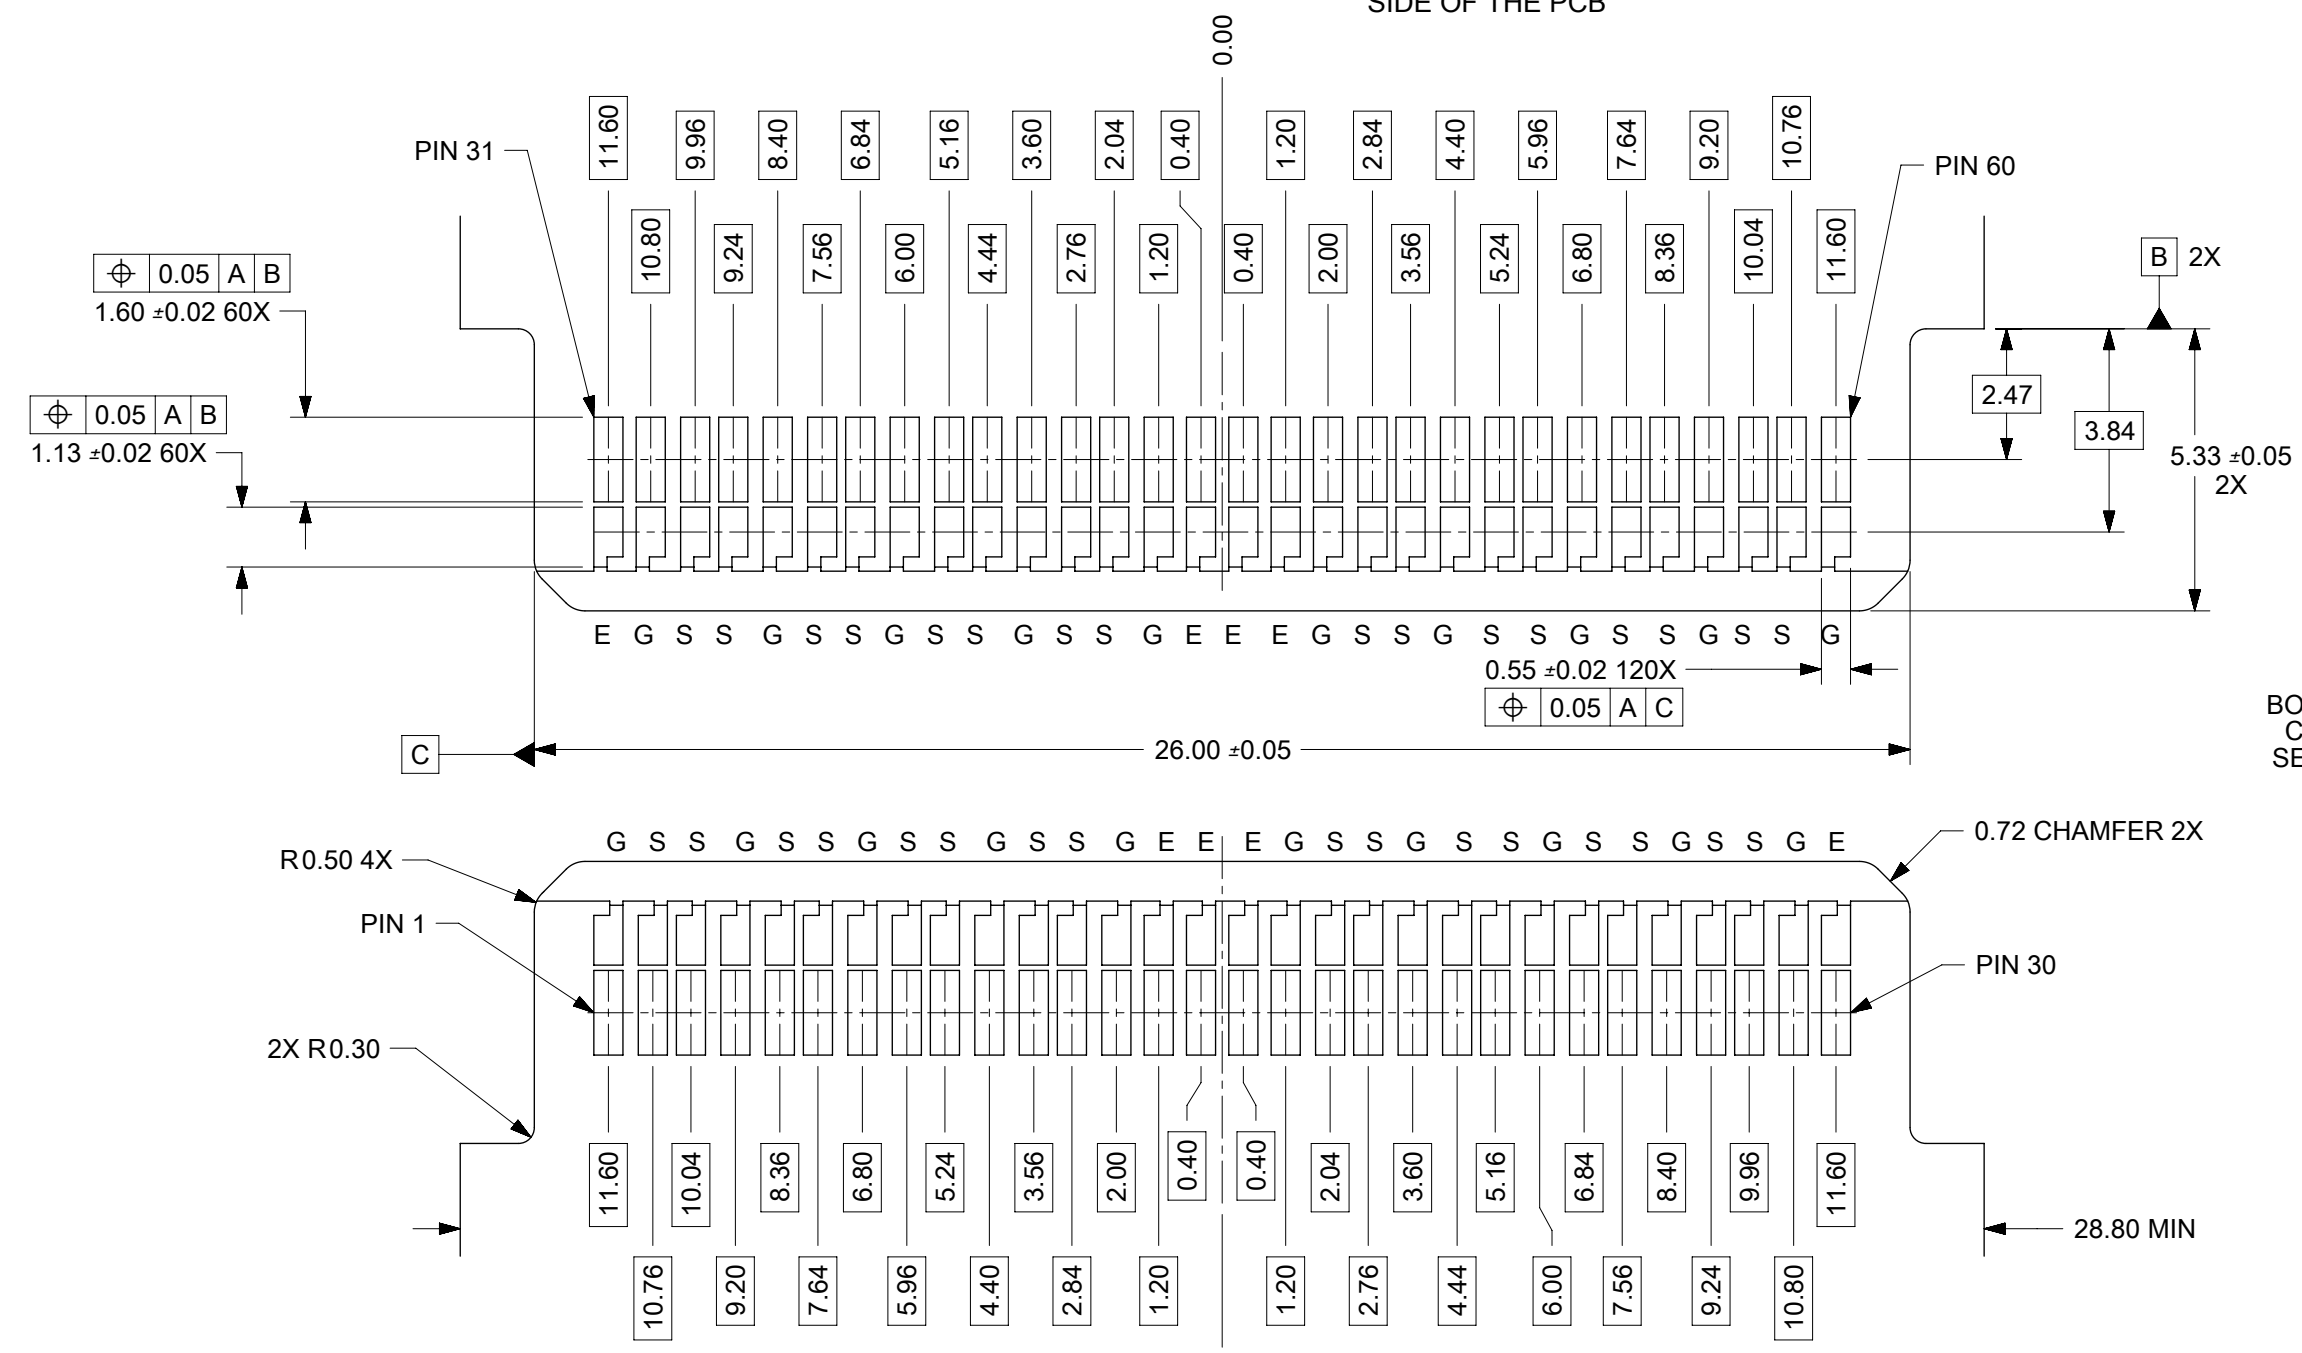 SIDE OF THE PCB
0.00
11.60 9.96 8.40 6.84 5.16 3.60 2.04 0.40 1.20 2.84 4.40 5.96 7.64 9.20 10.76
PIN 31
PIN 60
10.80 9.24 7.56 6.00 4.44 2.76 1.20 0.40 2.00 3.56 5.24 6.80 8.36 10.04 11.60
B 2X
⌖ 0.05 A B
1.60 ±0.02 60X
2.47
⌖ 0.05 A B
3.84
1.13 ±0.02 60X
5.33 ±0.05
2X
E G S S G S S G S S G S S G E E E G S S G S S G S S G S S G
0.55 ±0.02 120X
⌖ 0.05 A C
BO
C
SE
C
26.00 ±0.05
G S S G S S G S S G S S G E E E G S S G S S G S S G S S G E
0.72 CHAMFER 2X
R0.50 4X
PIN 1
PIN 30
2X R0.30
11.60 10.04 8.36 6.80 5.24 3.56 2.00 0.40 0.40 2.04 3.60 5.16 6.84 8.40 9.96 11.60
28.80 MIN
10.76 9.20 7.64 5.96 4.40 2.84 1.20 1.20 2.76 4.44 6.00 7.56 9.24 10.80